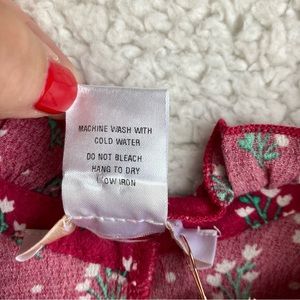 MACHINE WASH WITH
COLD WATER
DO NOT BLEACH
HANG TO DRY
LOW IRON